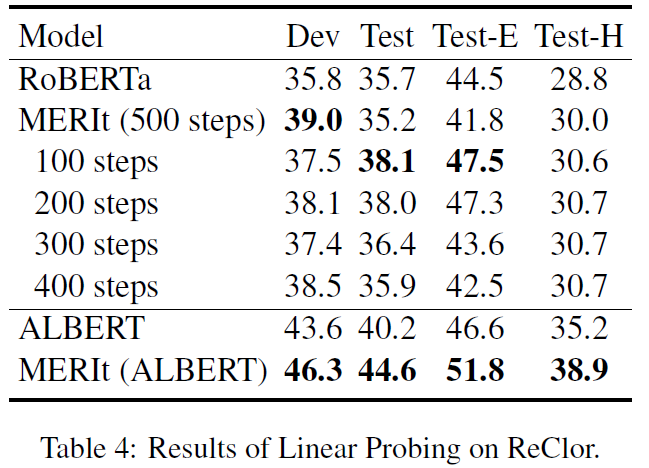 Model Dev Test Test-E Test-H
RoBERTa 35.8 35.7 44.5 28.8
MERIt (500 steps) 39.0 35.2 41.8 30.0
100 steps 37.5 38.1 47.5 30.6
200 steps 38.1 38.0 47.3 30.7
300 steps 37.4 36.4 43.6 30.7
400 steps 38.5 35.9 42.5 30.7
ALBERT 43.6 40.2 46.6 35.2
MERIt (ALBERT) 46.3 44.6 51.8 38.9
Table 4: Results of Linear Probing on ReClor.